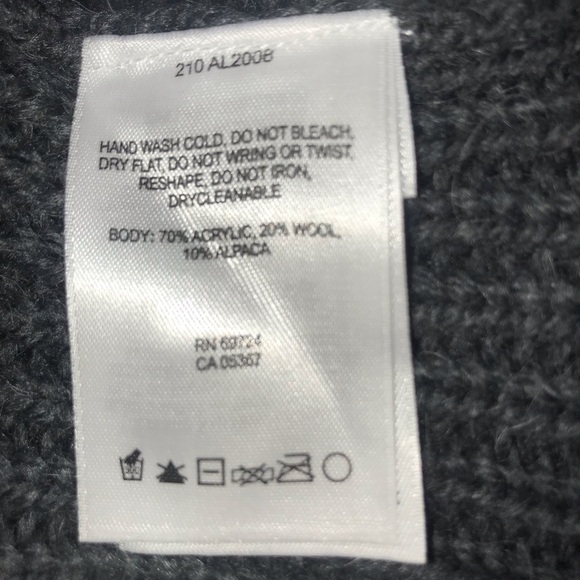 210 AL2008
HAND WASH COLD, DO NOT BLEACH,
DRY FLAT, DO NOT WRING OR TWIST,
RESHAPE, DO NOT IRON,
DRYCLEANABLE
BODY: 70% ACRYLIC, 20% WOOL,
10% ALPACA
RN 69724
CA 05367